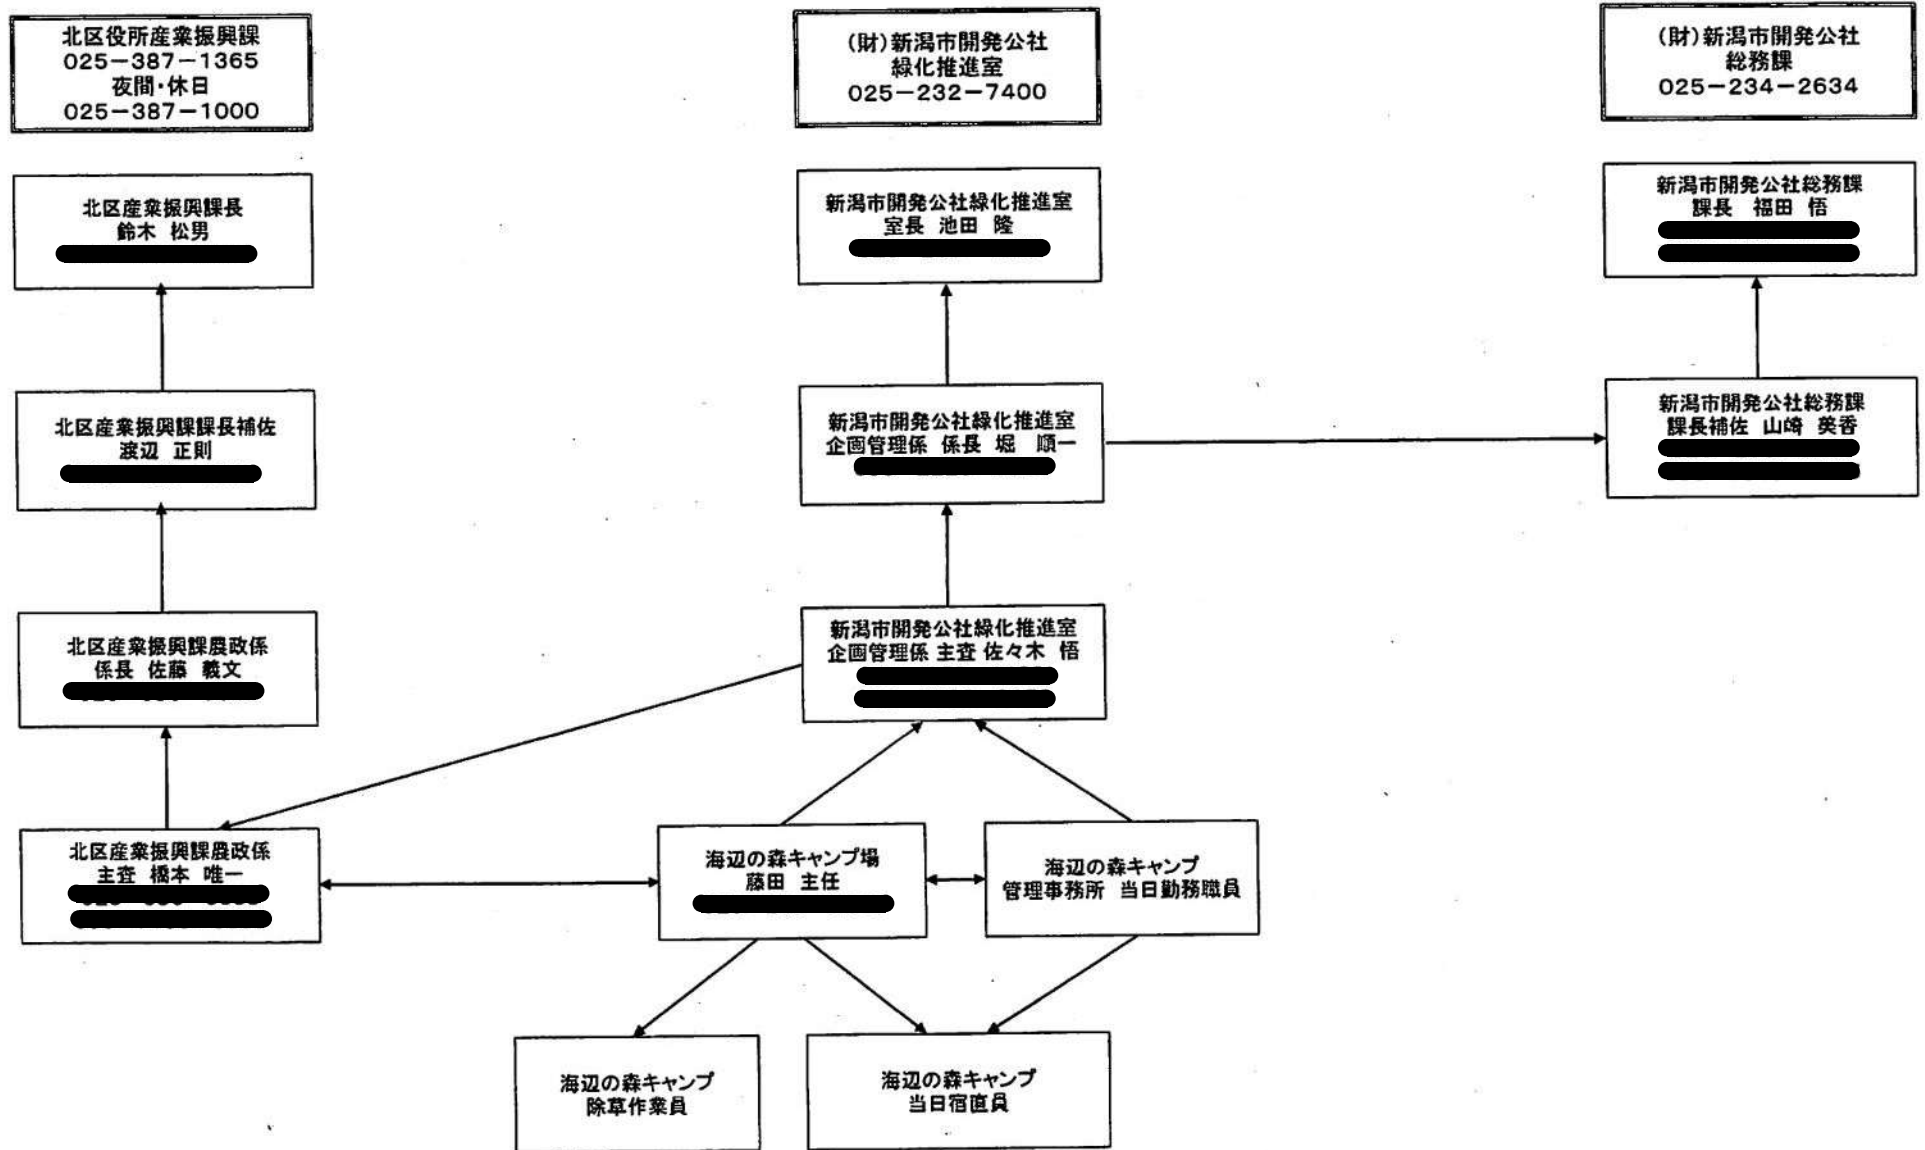 北区役所産業振興課
025-387-1365
夜間・休日
025-387-1000
(財)新潟市開発公社
緑化推進室
025-232-7400
(財)新潟市開発公社
総務課
025-234-2634
北区産業振興課長
鈴木 松男
新潟市開発公社緑化推進室
室長 池田 隆
新潟市開発公社総務課
課長 福田 悟
北区産業振興課課長補佐
渡辺 正則
新潟市開発公社緑化推進室
企画管理係 係長 堀 順一
新潟市開発公社総務課
課長補佐 山崎 英香
北区産業振興課農政係
係長 佐藤 義文
新潟市開発公社緑化推進室
企画管理係 主査 佐々木 悟
北区産業振興課農政係
主査 橋本 唯一
海辺の森キャンプ場
藤田 主任
海辺の森キャンプ
管理事務所 当日勤務職員
海辺の森キャンプ
除草作業員
海辺の森キャンプ
当日宿直員